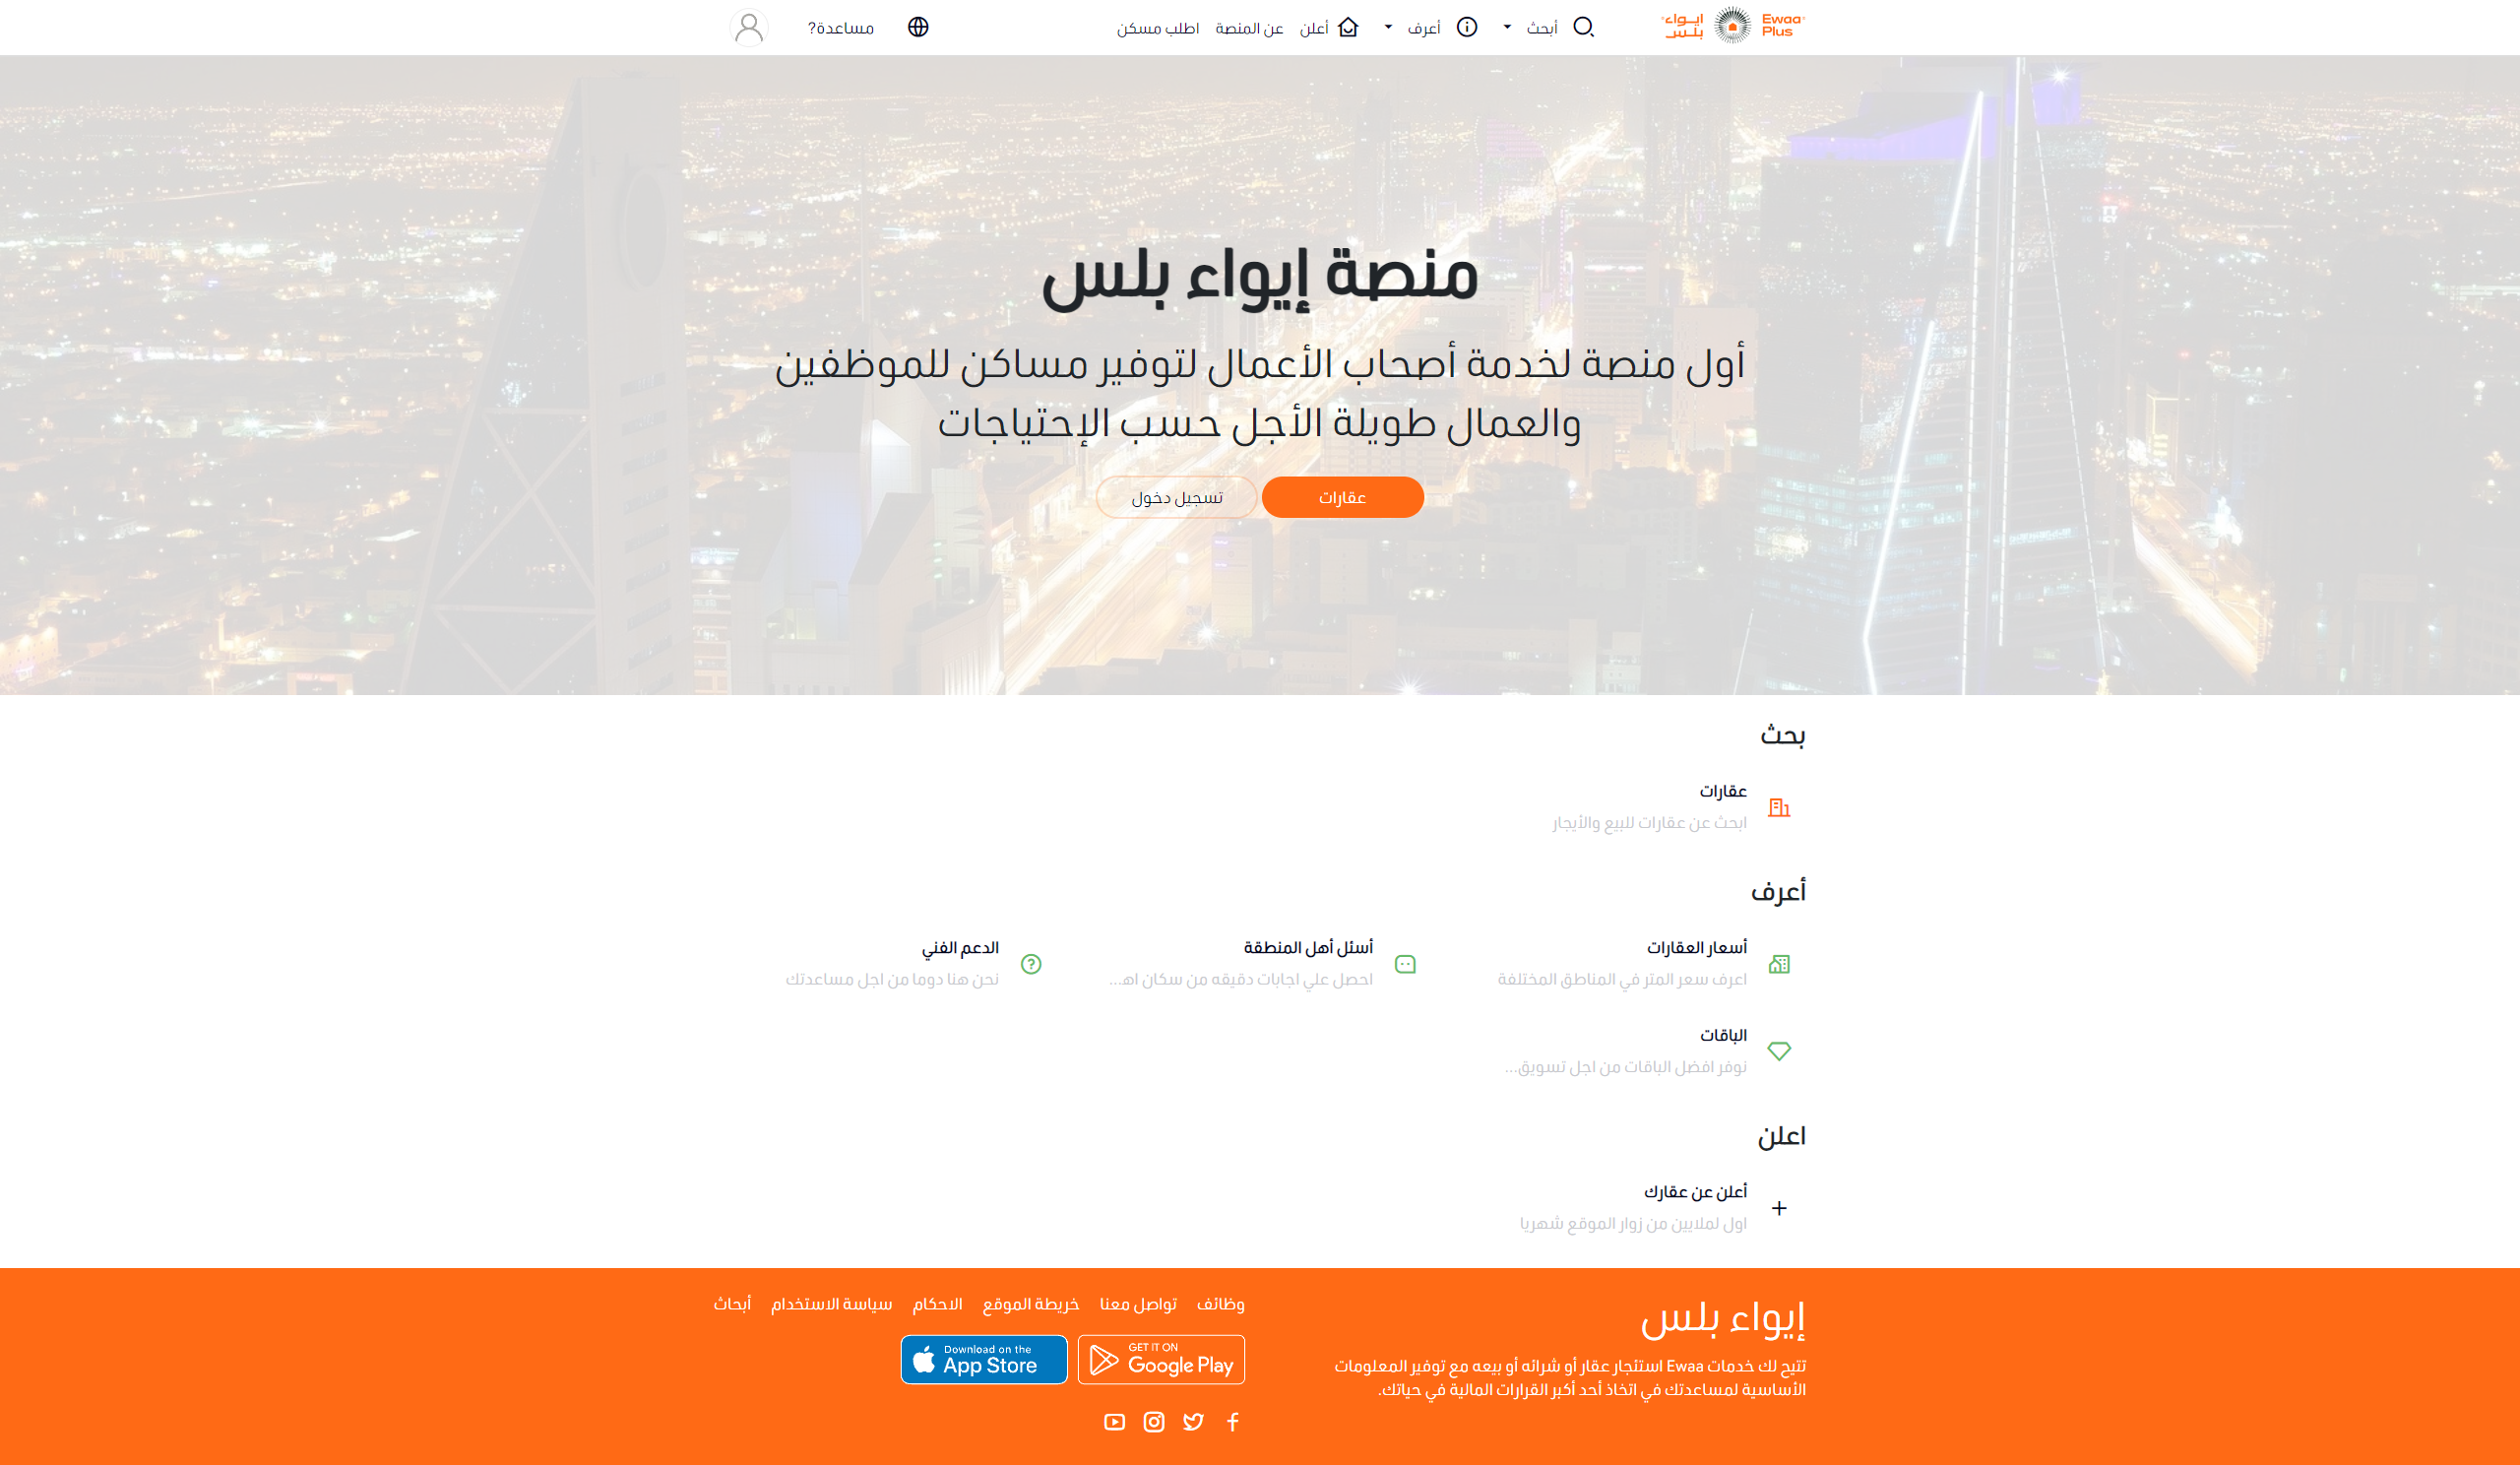 Ewaa Plus
إيواء بلس
أبحث
أعرف
أعلن
عن المنصة
اطلب مسكن
مساعدة?
منصة إيواء بلس
أول منصة لخدمة أصحاب الأعمال لتوفير مساكن للموظفين
والعمال طويلة الأجل حسب الإحتياجات
عقارات
تسجيل دخول
بحث
عقارات
ابحث عن عقارات للبيع والأيجار
أعرف
أسعار العقارات
اعرف سعر المتر في المناطق المختلفة
أسئل أهل المنطقة
احصل علي اجابات دقيقه من سكان اهـ...
الدعم الفني
نحن هنا دوما من اجل مساعدتك
الباقات
نوفر افضل الباقات من اجل تسويق...
اعلن
أعلن عن عقارك
اول لملايين من زوار الموقع شهريا
إيواء بلس
تتيح لك خدمات Ewaa استئجار عقار أو شرائه أو بيعه مع توفير المعلومات
الأساسية لمساعدتك في اتخاذ أحد أكبر القرارات المالية في حياتك.
وظائف
تواصل معنا
خريطة الموقع
الاحكام
سياسة الاستخدام
أبحاث
GET IT ON
Google Play
Download on the
App Store